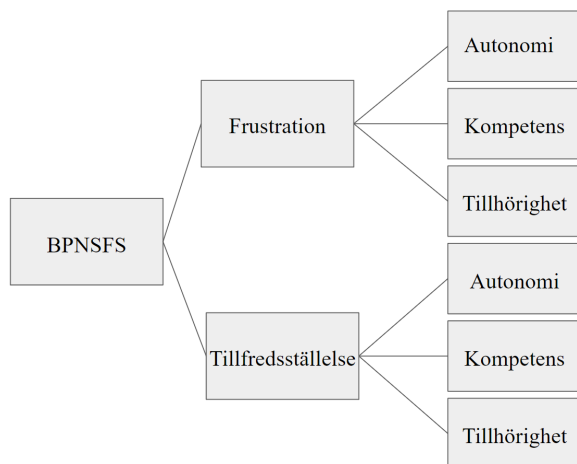 BPNSFS
Frustration
Autonomi
Kompetens
Tillhörighet
Tillfredsställelse
Autonomi
Kompetens
Tillhörighet